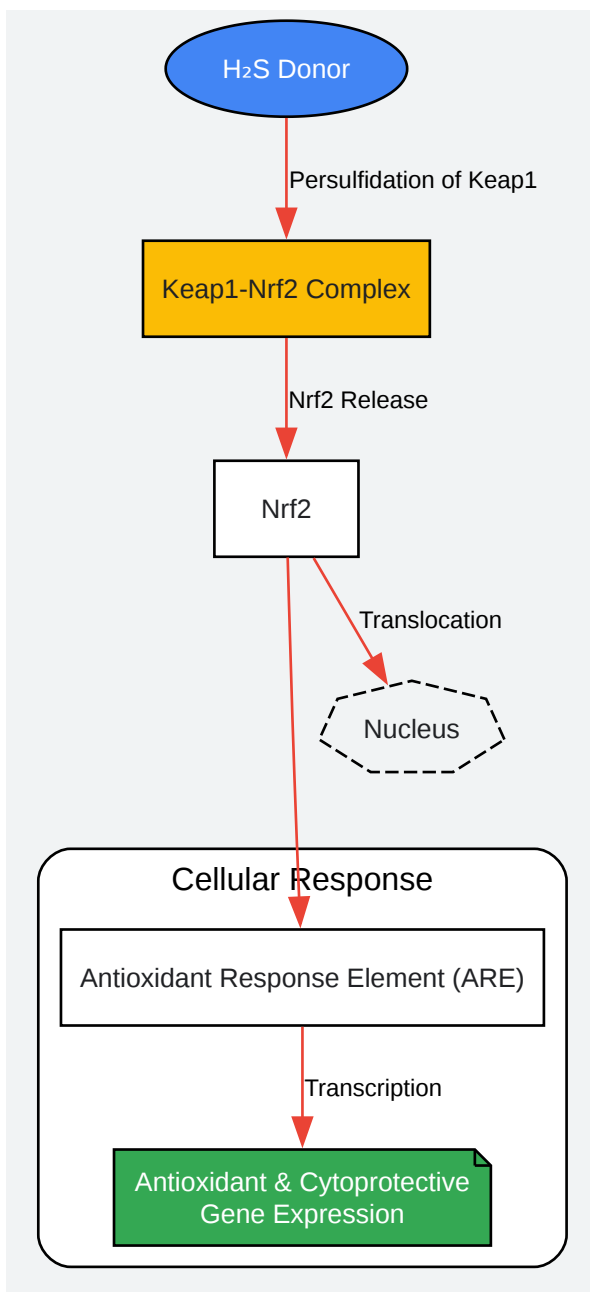 H₂S Donor
Persulfidation of Keap1
Keap1-Nrf2 Complex
Nrf2 Release
Nrf2
Translocation
Nucleus
Cellular Response
Antioxidant Response Element (ARE)
Transcription
Antioxidant & Cytoprotective
Gene Expression